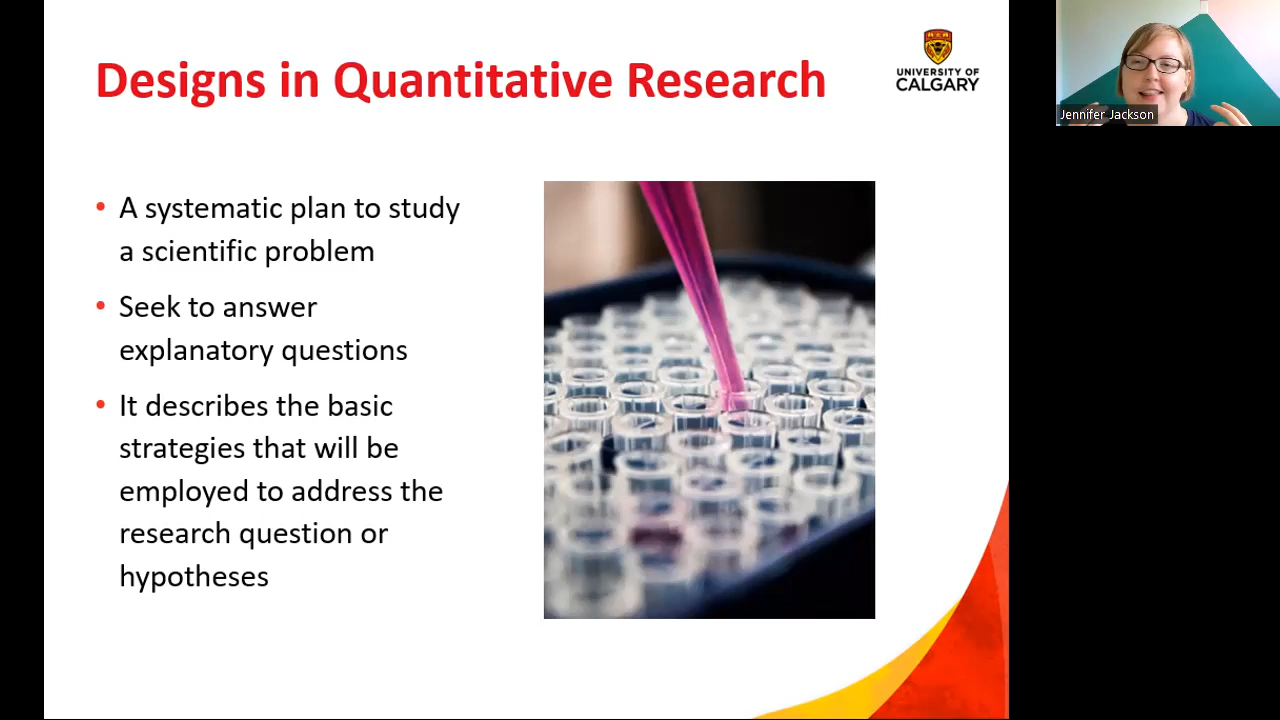 Designs in Quantitative Research
UNIVERSITY OF
CALGARY
Jennifer Jackson
• A systematic plan to study
a scientific problem
• Seek to answer
explanatory questions
• It describes the basic
strategies that will be
employed to address the
research question or
hypotheses